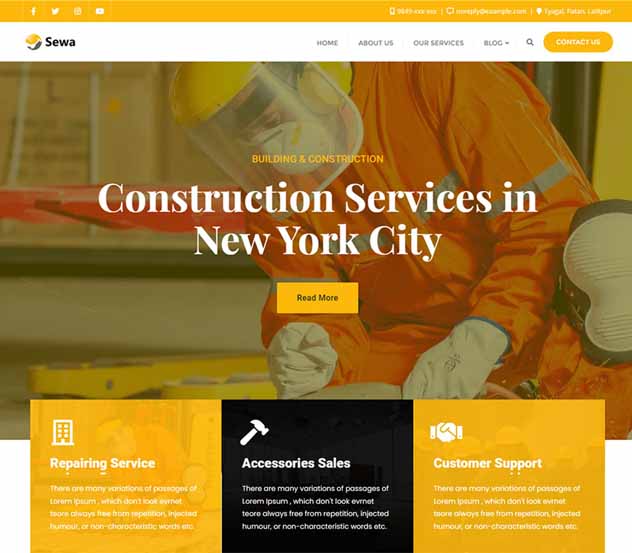 9849-xxx-xxx | noreply@example.com | Tyagal, Patan, Lalitpur
Sewa
HOME ABOUT US OUR SERVICES BLOG CONTACT US
BUILDING & CONSTRUCTION
Construction Services in
New York City
Read More
Repairing Service
There are many variations of passages of
Lorem Ipsum , which don't look evrnet
tsore always free from repetition, injected
humour, or non-characteristic words etc.
Accessories Sales
There are many variations of passages of
Lorem Ipsum , which don't look evrnet
tsore always free from repetition, injected
humour, or non-characteristic words etc.
Customer Support
There are many variations of passages of
Lorem Ipsum , which don't look evrnet
tsore always free from repetition, injected
humour, or non-characteristic words etc.